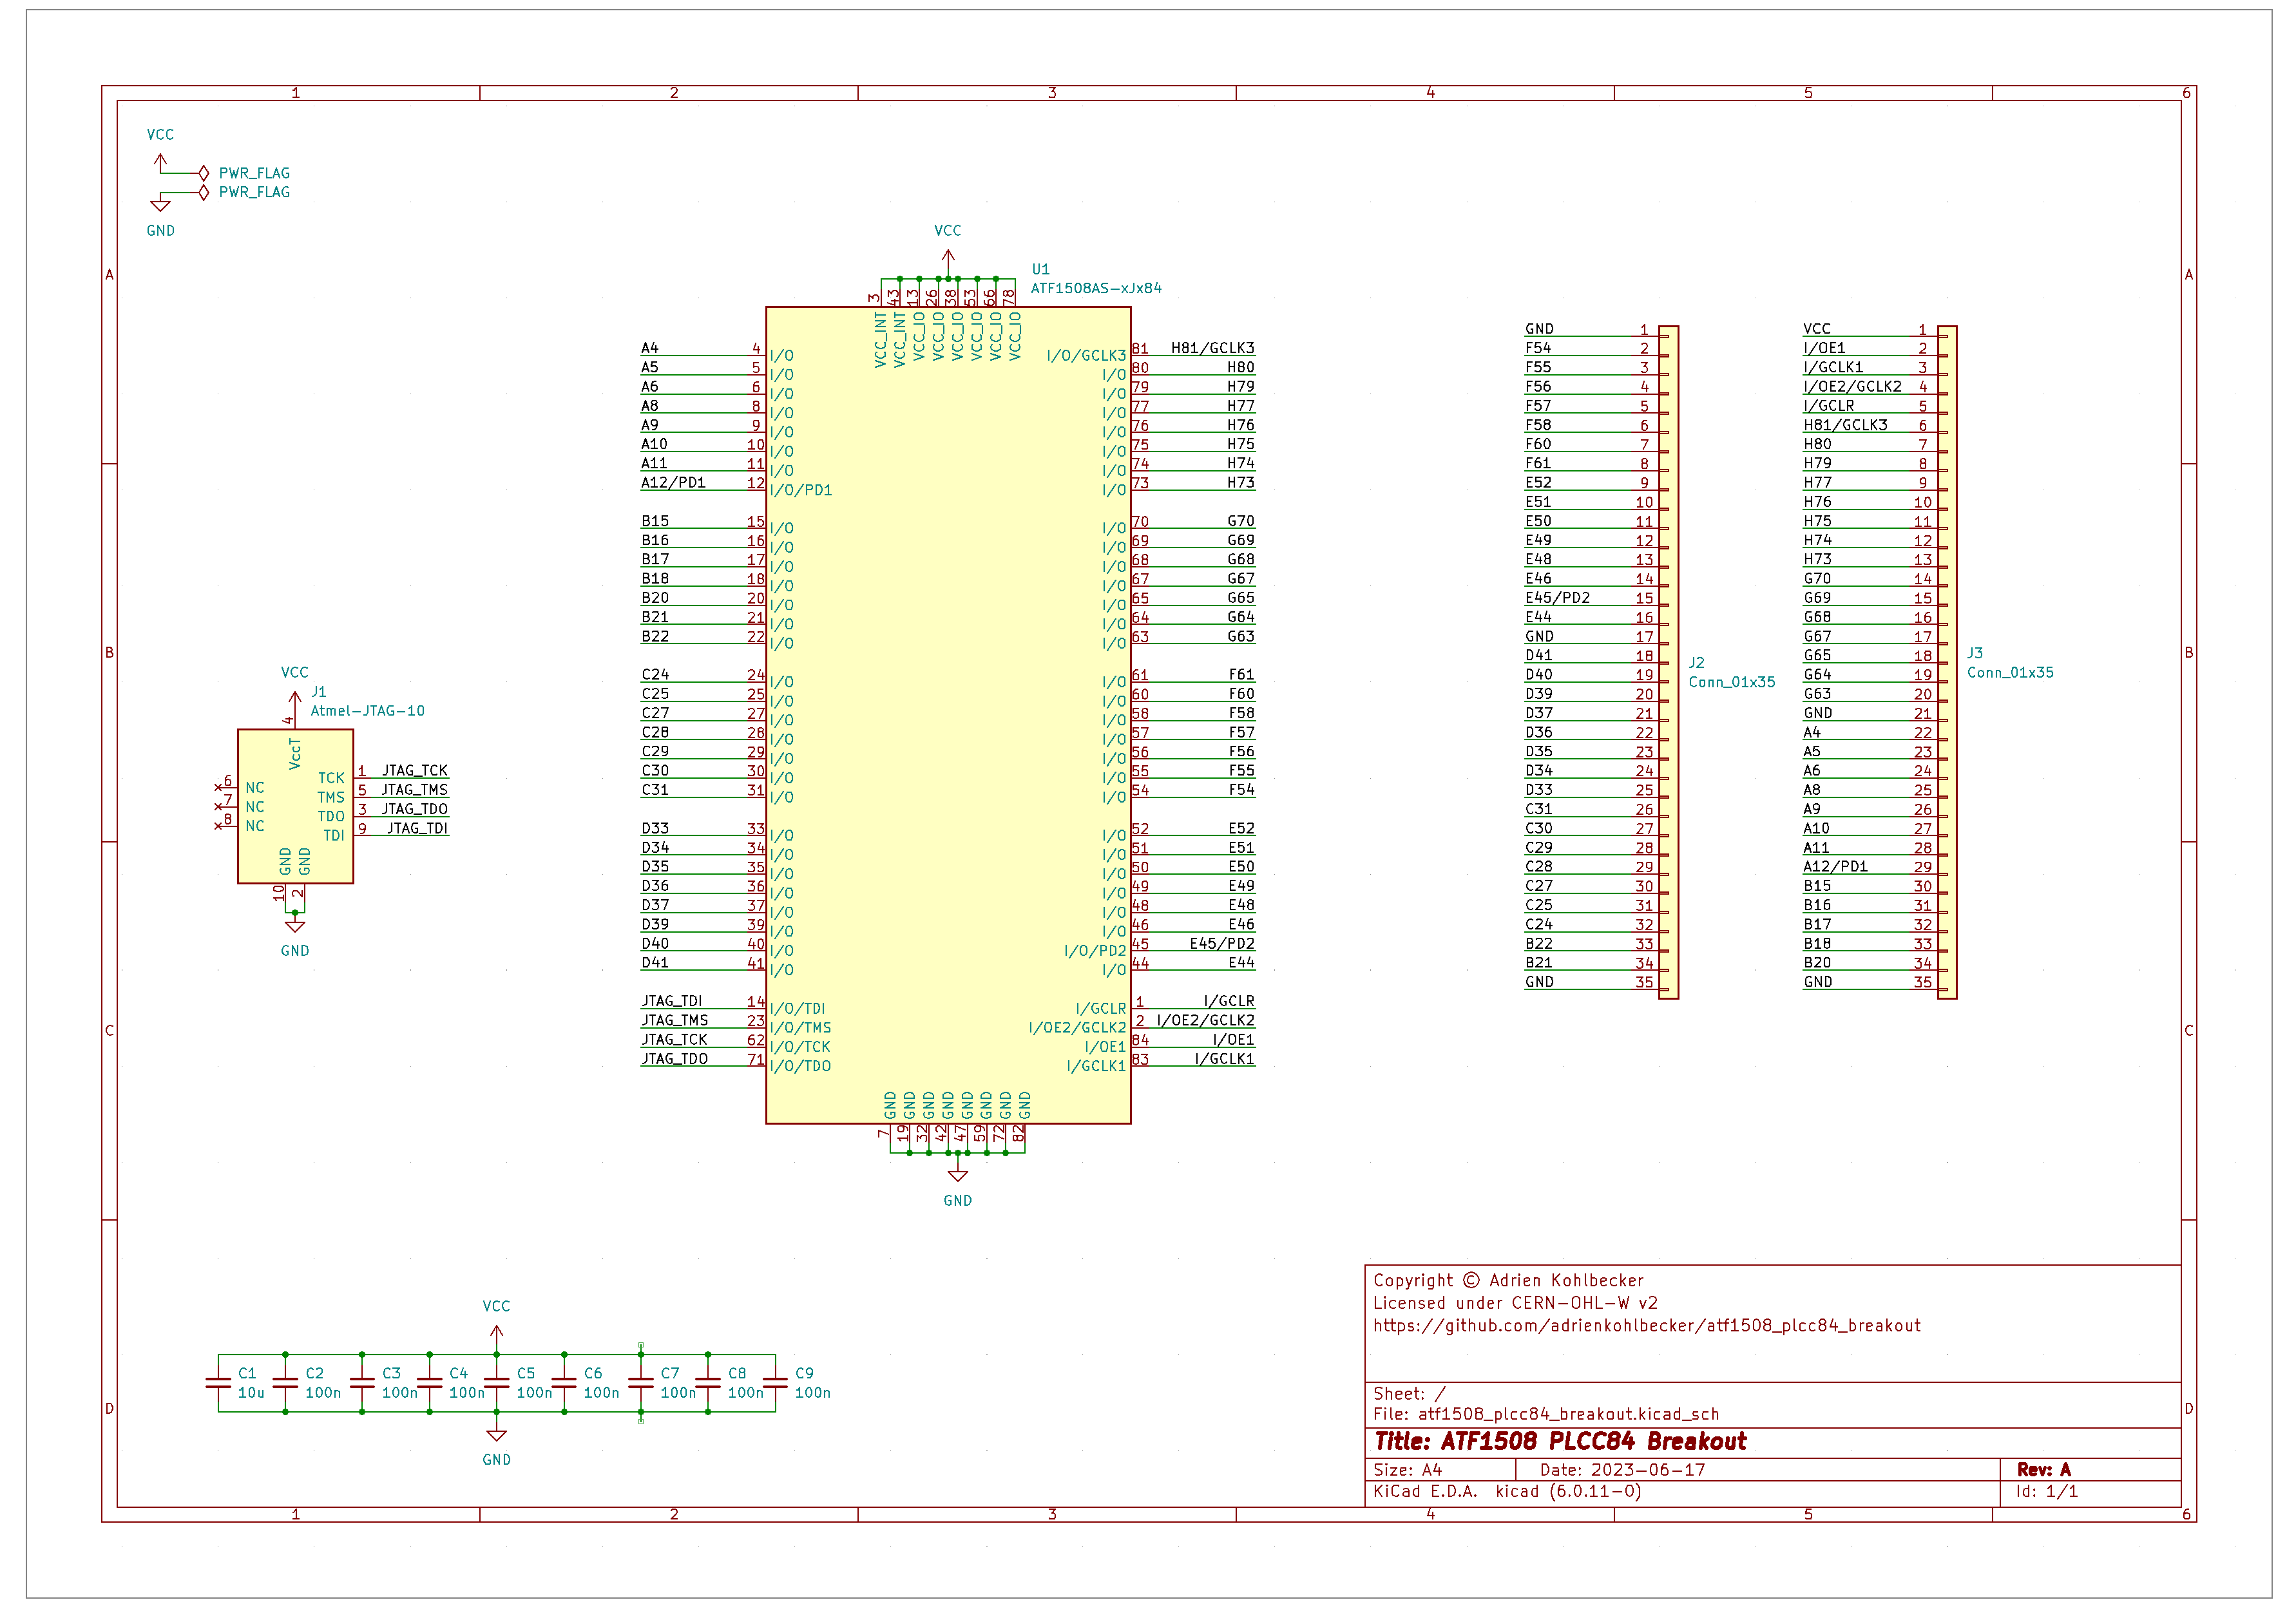 1 2 3 4 5 6
A B C D
VCC
PWR_FLAG
PWR_FLAG
GND
VCC
U1
ATF1508AS-xJx84
3 43 13 26 38 53 66 78
VCC_INT VCC_INT VCC_IO VCC_IO VCC_IO VCC_IO VCC_IO VCC_IO
A4 4 I/O
A5 5 I/O
A6 6 I/O
A8 8 I/O
A9 9 I/O
A10 10 I/O
A11 11 I/O
A12/PD1 12 I/O/PD1
B15 15 I/O
B16 16 I/O
B17 17 I/O
B18 18 I/O
B20 20 I/O
B21 21 I/O
B22 22 I/O
C24 24 I/O
C25 25 I/O
C27 27 I/O
C28 28 I/O
C29 29 I/O
C30 30 I/O
C31 31 I/O
D33 33 I/O
D34 34 I/O
D35 35 I/O
D36 36 I/O
D37 37 I/O
D39 39 I/O
D40 40 I/O
D41 41 I/O
JTAG_TDI 14 I/O/TDI
JTAG_TMS 23 I/O/TMS
JTAG_TCK 62 I/O/TCK
JTAG_TDO 71 I/O/TDO
I/O/GCLK3 81 H81/GCLK3
I/O 80 H80
I/O 79 H79
I/O 77 H77
I/O 76 H76
I/O 75 H75
I/O 74 H74
I/O 73 H73
I/O 70 G70
I/O 69 G69
I/O 68 G68
I/O 67 G67
I/O 65 G65
I/O 64 G64
I/O 63 G63
I/O 61 F61
I/O 60 F60
I/O 58 F58
I/O 57 F57
I/O 56 F56
I/O 55 F55
I/O 54 F54
I/O 52 E52
I/O 51 E51
I/O 50 E50
I/O 49 E49
I/O 48 E48
I/O 46 E46
I/O/PD2 45 E45/PD2
I/O 44 E44
I/GCLR 1 I/GCLR
I/OE2/GCLK2 2 I/OE2/GCLK2
I/OE1 84 I/OE1
I/GCLK1 83 I/GCLK1
GND GND GND GND GND GND GND GND
7 19 32 42 47 59 72 82
GND
VCC
J1
Atmel-JTAG-10
4
VccT
6 NC
7 NC
8 NC
TCK 1 JTAG_TCK
TMS 5 JTAG_TMS
TDO 3 JTAG_TDO
TDI 9 JTAG_TDI
GND GND
10 2
GND
GND 1
F54 2
F55 3
F56 4
F57 5
F58 6
F60 7
F61 8
E52 9
E51 10
E50 11
E49 12
E48 13
E46 14
E45/PD2 15
E44 16
GND 17
D41 18
D40 19
D39 20
D37 21
D36 22
D35 23
D34 24
D33 25
C31 26
C30 27
C29 28
C28 29
C27 30
C25 31
C24 32
B22 33
B21 34
GND 35
J2
Conn_01x35
VCC 1
I/OE1 2
I/GCLK1 3
I/OE2/GCLK2 4
I/GCLR 5
H81/GCLK3 6
H80 7
H79 8
H77 9
H76 10
H75 11
H74 12
H73 13
G70 14
G69 15
G68 16
G67 17
G65 18
G64 19
G63 20
GND 21
A4 22
A5 23
A6 24
A8 25
A9 26
A10 27
A11 28
A12/PD1 29
B15 30
B16 31
B17 32
B18 33
B20 34
GND 35
J3
Conn_01x35
VCC
C1 C2 C3 C4 C5 C6 C7 C8 C9
10u 100n 100n 100n 100n 100n 100n 100n 100n
GND
Copyright © Adrien Kohlbecker
Licensed under CERN-OHL-W v2
https://github.com/adrienkohlbecker/atf1508_plcc84_breakout
Sheet: /
File: atf1508_plcc84_breakout.kicad_sch
Title: ATF1508 PLCC84 Breakout
Size: A4 Date: 2023-06-17 Rev: A
KiCad E.D.A. kicad (6.0.11-0) Id: 1/1
A B C D
1 2 3 4 5 6